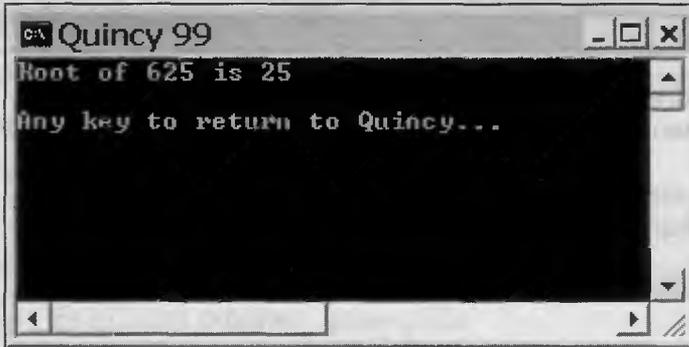 Quincy 99
Root of 625 is 25
Any key to return to Quincy...